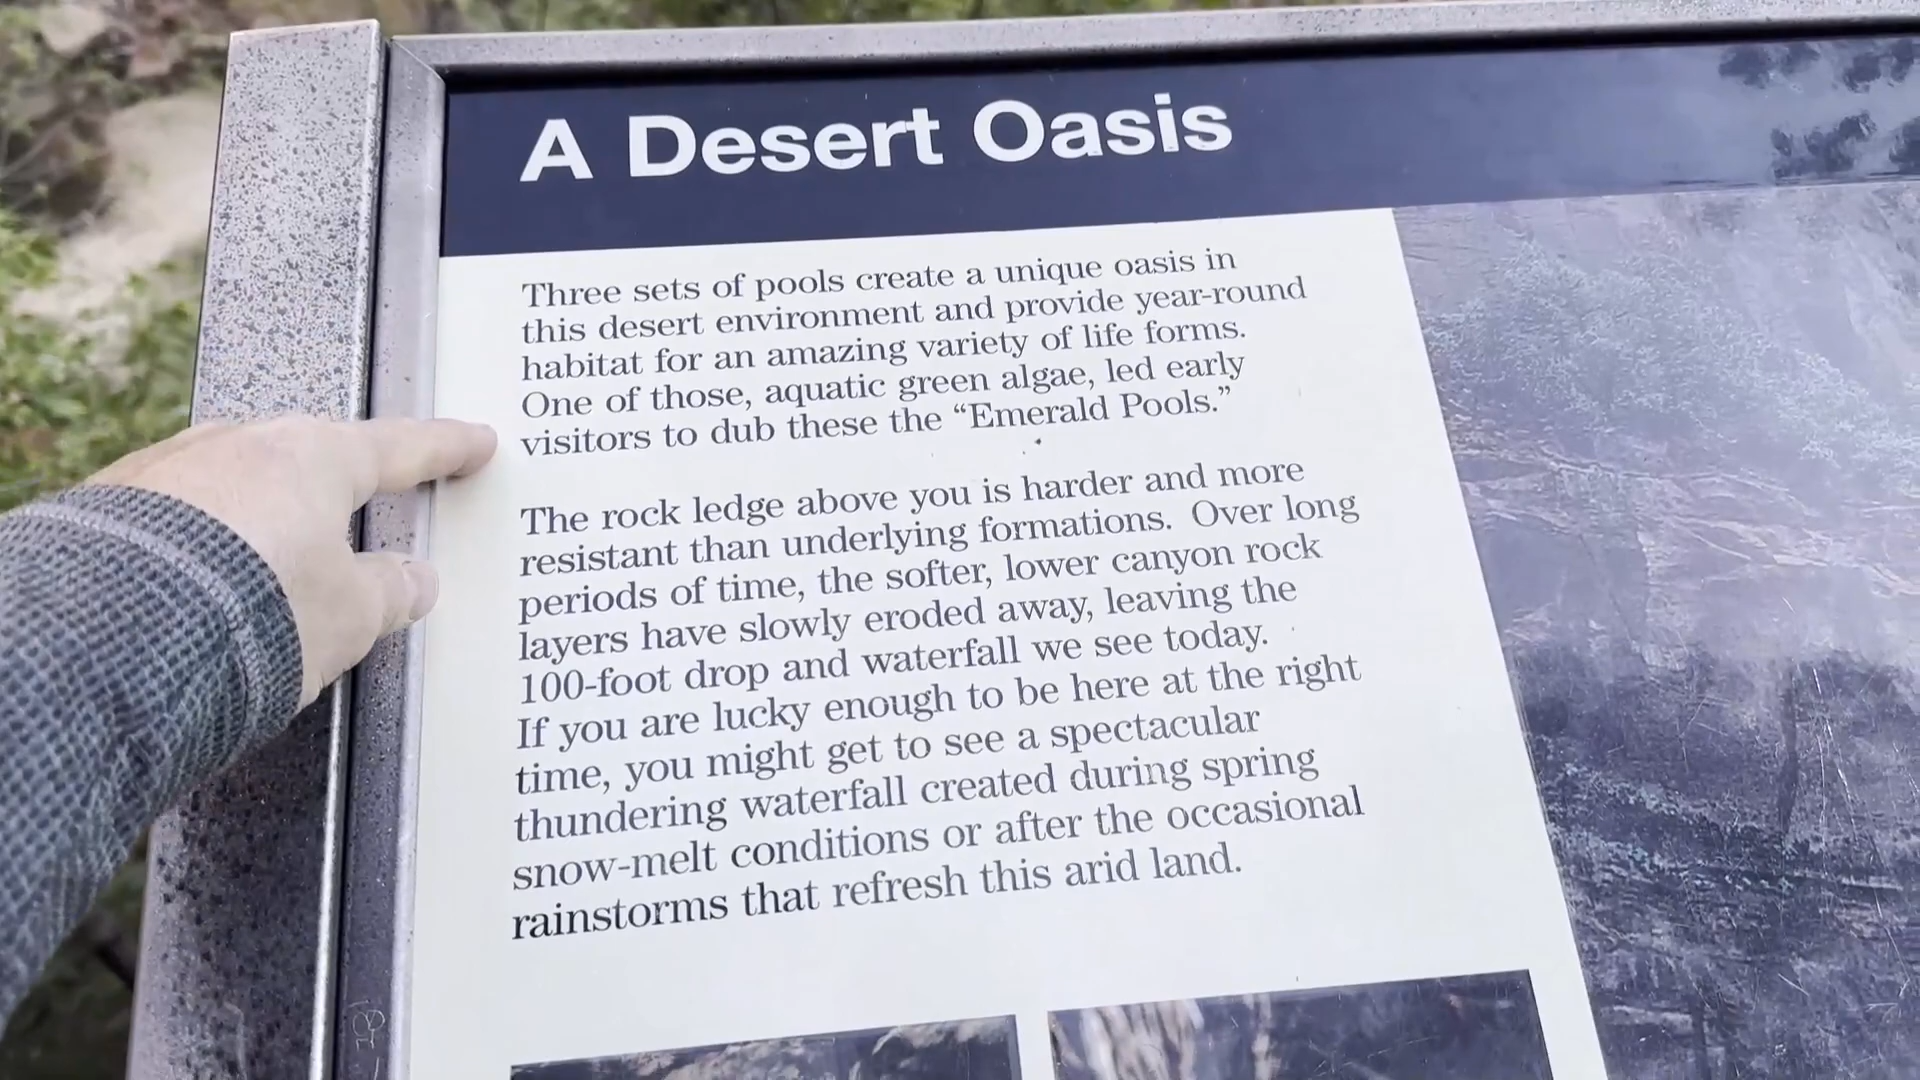 A Desert Oasis
Three sets of pools create a unique oasis in
this desert environment and provide year-round
habitat for an amazing variety of life forms.
One of those, aquatic green algae, led early
visitors to dub these the “Emerald Pools.”
The rock ledge above you is harder and more
resistant than underlying formations. Over long
periods of time, the softer, lower canyon rock
layers have slowly eroded away, leaving the
100-foot drop and waterfall we see today.
If you are lucky enough to be here at the right
time, you might get to see a spectacular
thundering waterfall created during spring
snow-melt conditions or after the occasional
rainstorms that refresh this arid land.